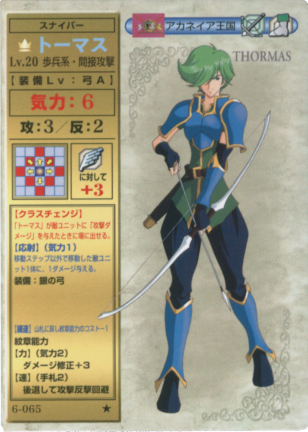 スナイパー
トーマス
Lv.20 歩兵系・間接攻撃
【装備Lv:弓A】
気力:6
攻:3/反:2
に対して
+3
【クラスチェンジ】
「トーマス」が敵ユニットに「攻撃ダメージ」を与えたときに場に出せる。
【応射】(気力1)
移動ステップ以外で移動した敵ユニット1体に、1ダメージ与える。
装備:銀の弓
紋章能力
【力】(気力2)
ダメージ修正+3
【速】(手札2)
後退して攻撃反撃回避
6-065
★
アカネイア王国
THORMAS